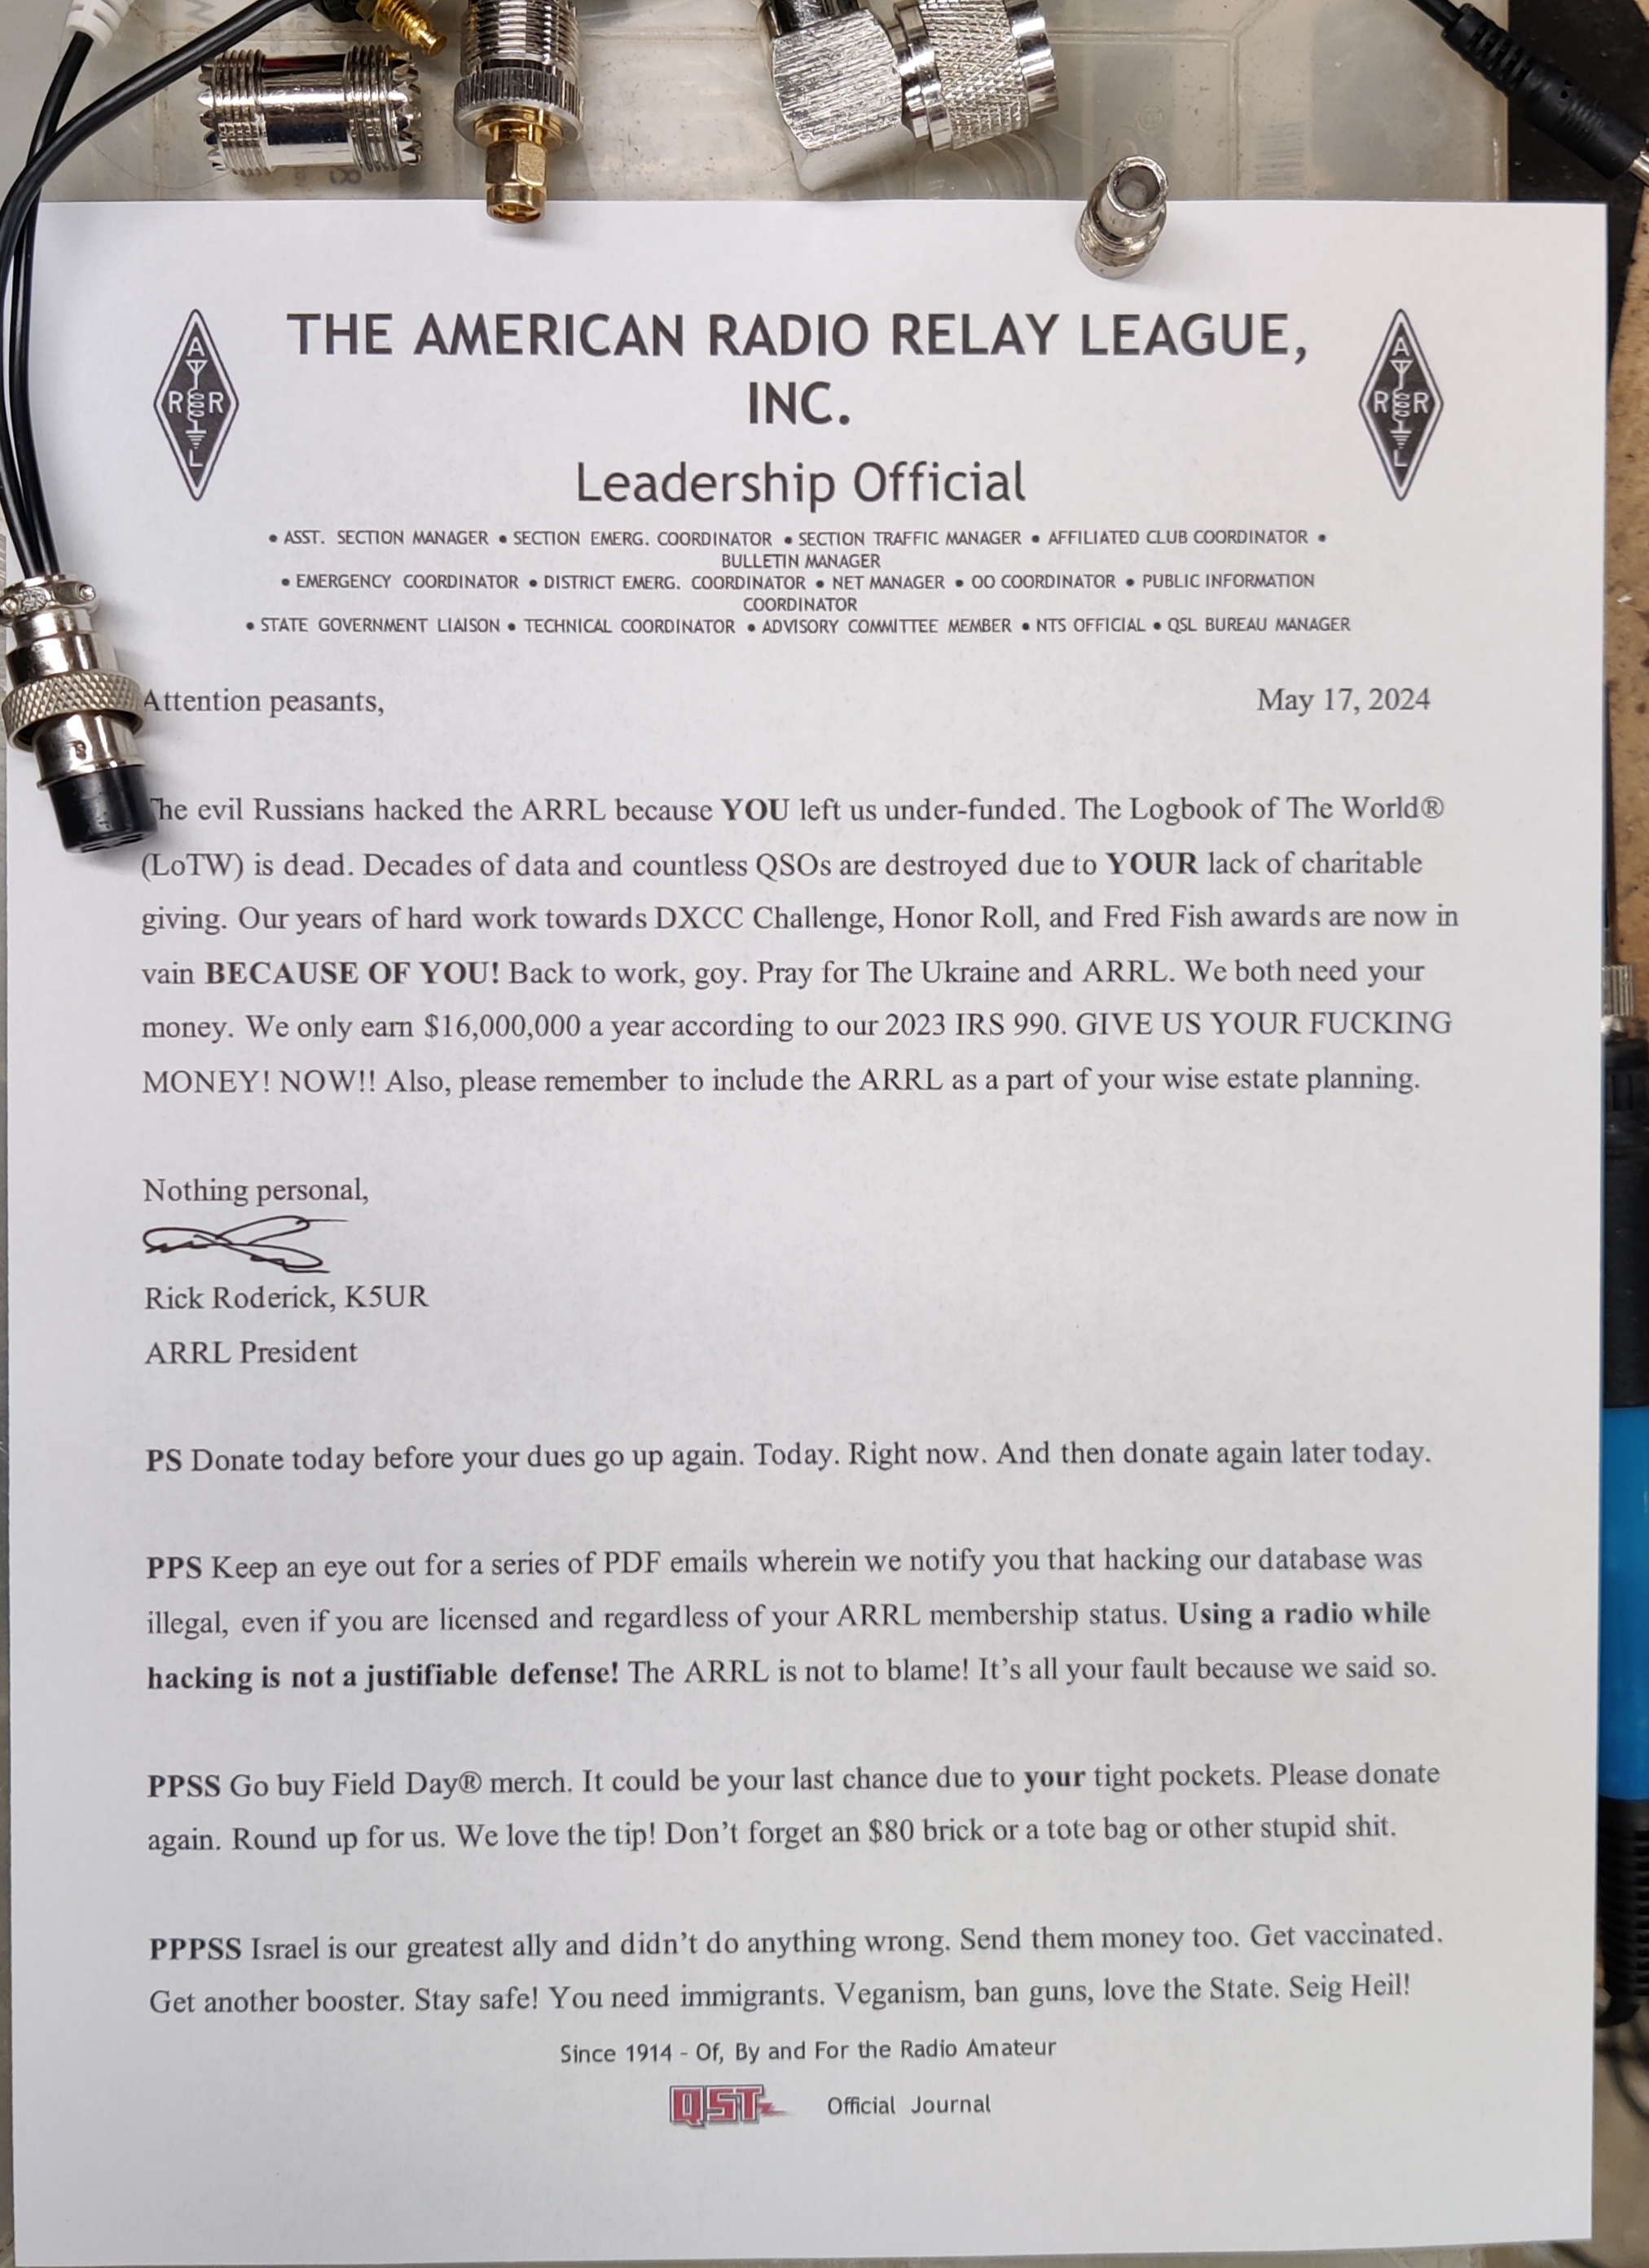 THE AMERICAN RADIO RELAY LEAGUE,
INC.
Leadership Official
A
R R
L
A
R R
L
• ASST. SECTION MANAGER • SECTION EMERG. COORDINATOR • SECTION TRAFFIC MANAGER • AFFILIATED CLUB COORDINATOR •
BULLETIN MANAGER
• EMERGENCY COORDINATOR • DISTRICT EMERG. COORDINATOR • NET MANAGER • OO COORDINATOR • PUBLIC INFORMATION
COORDINATOR
• STATE GOVERNMENT LIAISON • TECHNICAL COORDINATOR • ADVISORY COMMITTEE MEMBER • NTS OFFICIAL • QSL BUREAU MANAGER
Attention peasants, May 17, 2024
The evil Russians hacked the ARRL because YOU left us under-funded. The Logbook of The World®
(LoTW) is dead. Decades of data and countless QSOs are destroyed due to YOUR lack of charitable
giving. Our years of hard work towards DXCC Challenge, Honor Roll, and Fred Fish awards are now in
vain BECAUSE OF YOU! Back to work, goy. Pray for The Ukraine and ARRL. We both need your
money. We only earn $16,000,000 a year according to our 2023 IRS 990. GIVE US YOUR FUCKING
MONEY! NOW!! Also, please remember to include the ARRL as a part of your wise estate planning.
Nothing personal,
Rick Roderick, K5UR
ARRL President
PS Donate today before your dues go up again. Today. Right now. And then donate again later today.
PPS Keep an eye out for a series of PDF emails wherein we notify you that hacking our database was
illegal, even if you are licensed and regardless of your ARRL membership status. Using a radio while
hacking is not a justifiable defense! The ARRL is not to blame! It’s all your fault because we said so.
PPSS Go buy Field Day® merch. It could be your last chance due to your tight pockets. Please donate
again. Round up for us. We love the tip! Don’t forget an $80 brick or a tote bag or other stupid shit.
PPPSS Israel is our greatest ally and didn’t do anything wrong. Send them money too. Get vaccinated.
Get another booster. Stay safe! You need immigrants. Veganism, ban guns, love the State. Seig Heil!
Since 1914 - Of, By and For the Radio Amateur
QST Official Journal